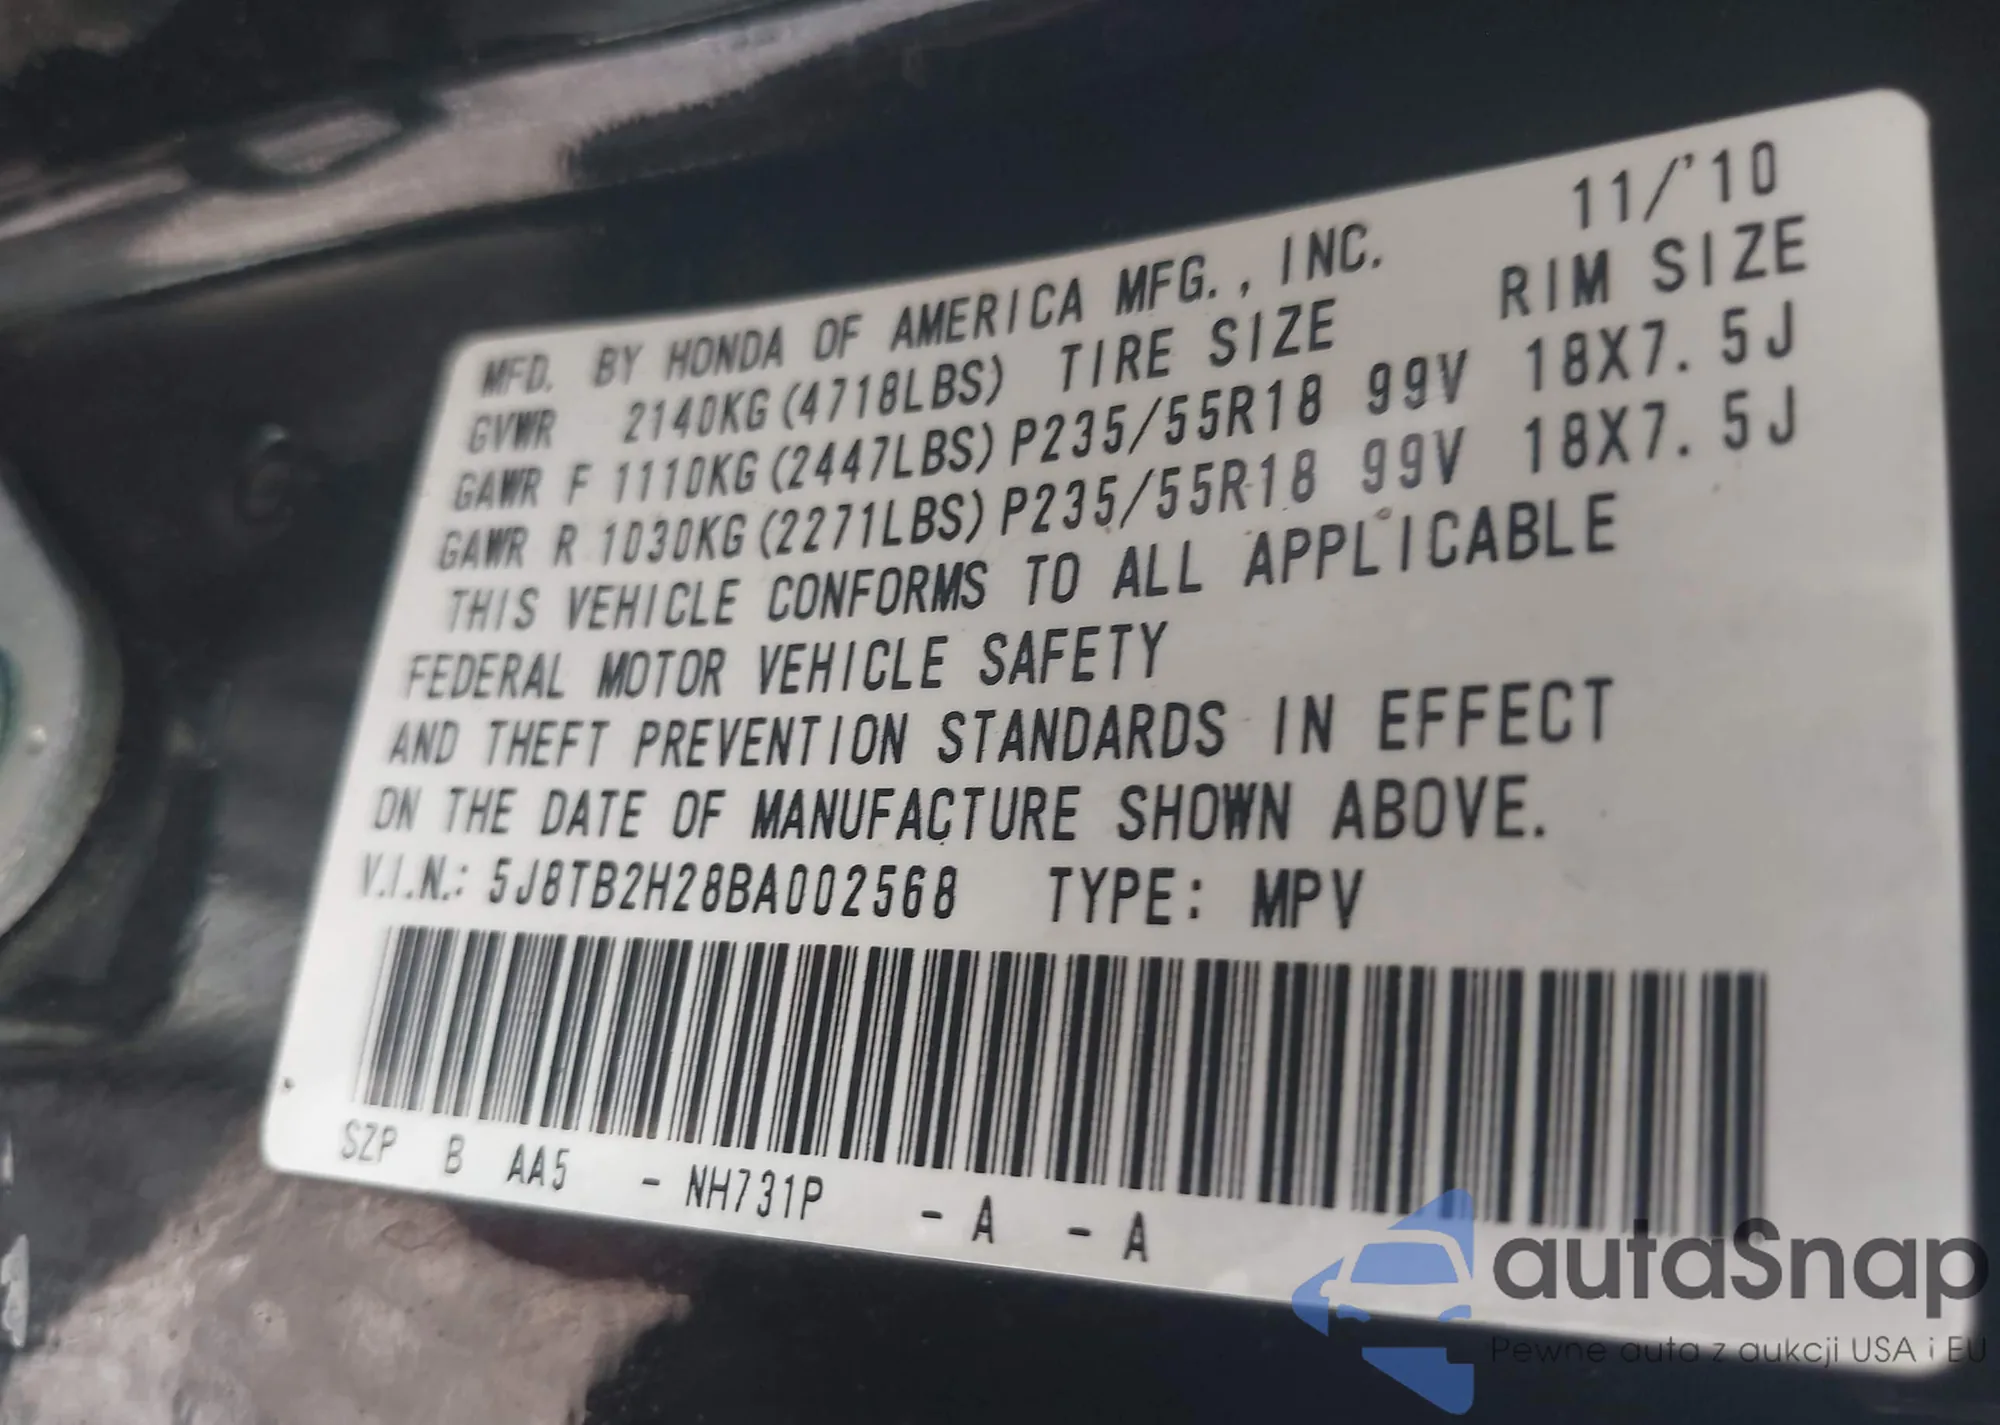 11/'10
MFD. BY HONDA OF AMERICA MFG., INC.
GVWR 2140KG(4718LBS) TIRE SIZE RIM SIZE
GAWR F 1110KG(2447LBS) P235/55R18 99V 18X7.5J
GAWR R 1030KG(2271LBS) P235/55R18 99V 18X7.5J
THIS VEHICLE CONFORMS TO ALL APPLICABLE
FEDERAL MOTOR VEHICLE SAFETY
AND THEFT PREVENTION STANDARDS IN EFFECT
ON THE DATE OF MANUFACTURE SHOWN ABOVE.
V.I.N.: 5J8TB2H28BA002568 TYPE: MPV
SZP B AA5 - NH731P - A - A
autaSnap
Pewne auta z aukcji USA i EU